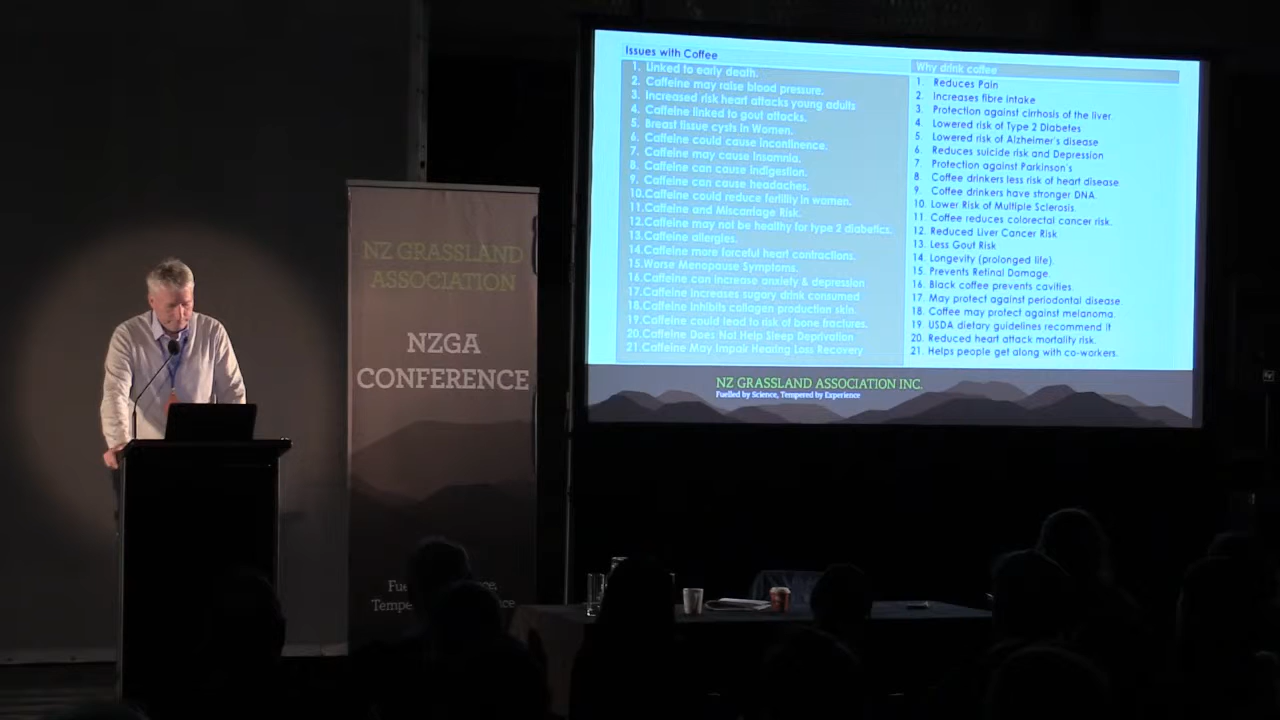 NZ GRASSLAND
ASSOCIATION
NZGA
CONFERENCE
Issues with Coffee
1. Linked to early death.
2. Caffeine may raise blood pressure.
3. Increased risk heart attacks young adults
4. Caffeine linked to gout attacks.
5. Breast tissue cysts in Women.
6. Caffeine could cause incontinence.
7. Caffeine may cause insomnia.
8. Caffeine can cause indigestion.
9. Caffeine can cause headaches.
10.Caffeine could reduce fertility in women.
11.Caffeine and Miscarriage Risk.
12.Caffeine may not be healthy for type 2 diabetics.
13.Caffeine allergies.
14.Caffeine more forceful heart contractions.
15.Worse Menopause Symptoms.
16.Caffeine can increase anxiety & depression
17.Caffeine increases sugary drink consumed
18.Caffeine inhibits collagen production skin.
19.Caffeine could lead to risk of bone fractures.
20.Caffeine Does Not Help Sleep Deprivation
21.Caffeine May Impair Hearing Loss Recovery
Why drink coffee
1. Reduces Pain
2. Increases fibre intake
3. Protection against cirrhosis of the liver.
4. Lowered risk of Type 2 Diabetes
5. Lowered risk of Alzheimer's disease
6. Reduces suicide risk and Depression
7. Protection against Parkinson's
8. Coffee drinkers less risk of heart disease
9. Coffee drinkers have stronger DNA.
10. Lower Risk of Multiple Sclerosis.
11. Coffee reduces colorectal cancer risk.
12. Reduced Liver Cancer Risk
13. Less Gout Risk
14. Longevity (prolonged life).
15. Prevents Retinal Damage.
16. Black coffee prevents cavities.
17. May protect against periodontal disease.
18. Coffee may protect against melanoma.
19. USDA dietary guidelines recommend it
20. Reduced heart attack mortality risk.
21. Helps people get along with co-workers.
NZ GRASSLAND ASSOCIATION INC.
Fuelled by Science, Tempered by Experience